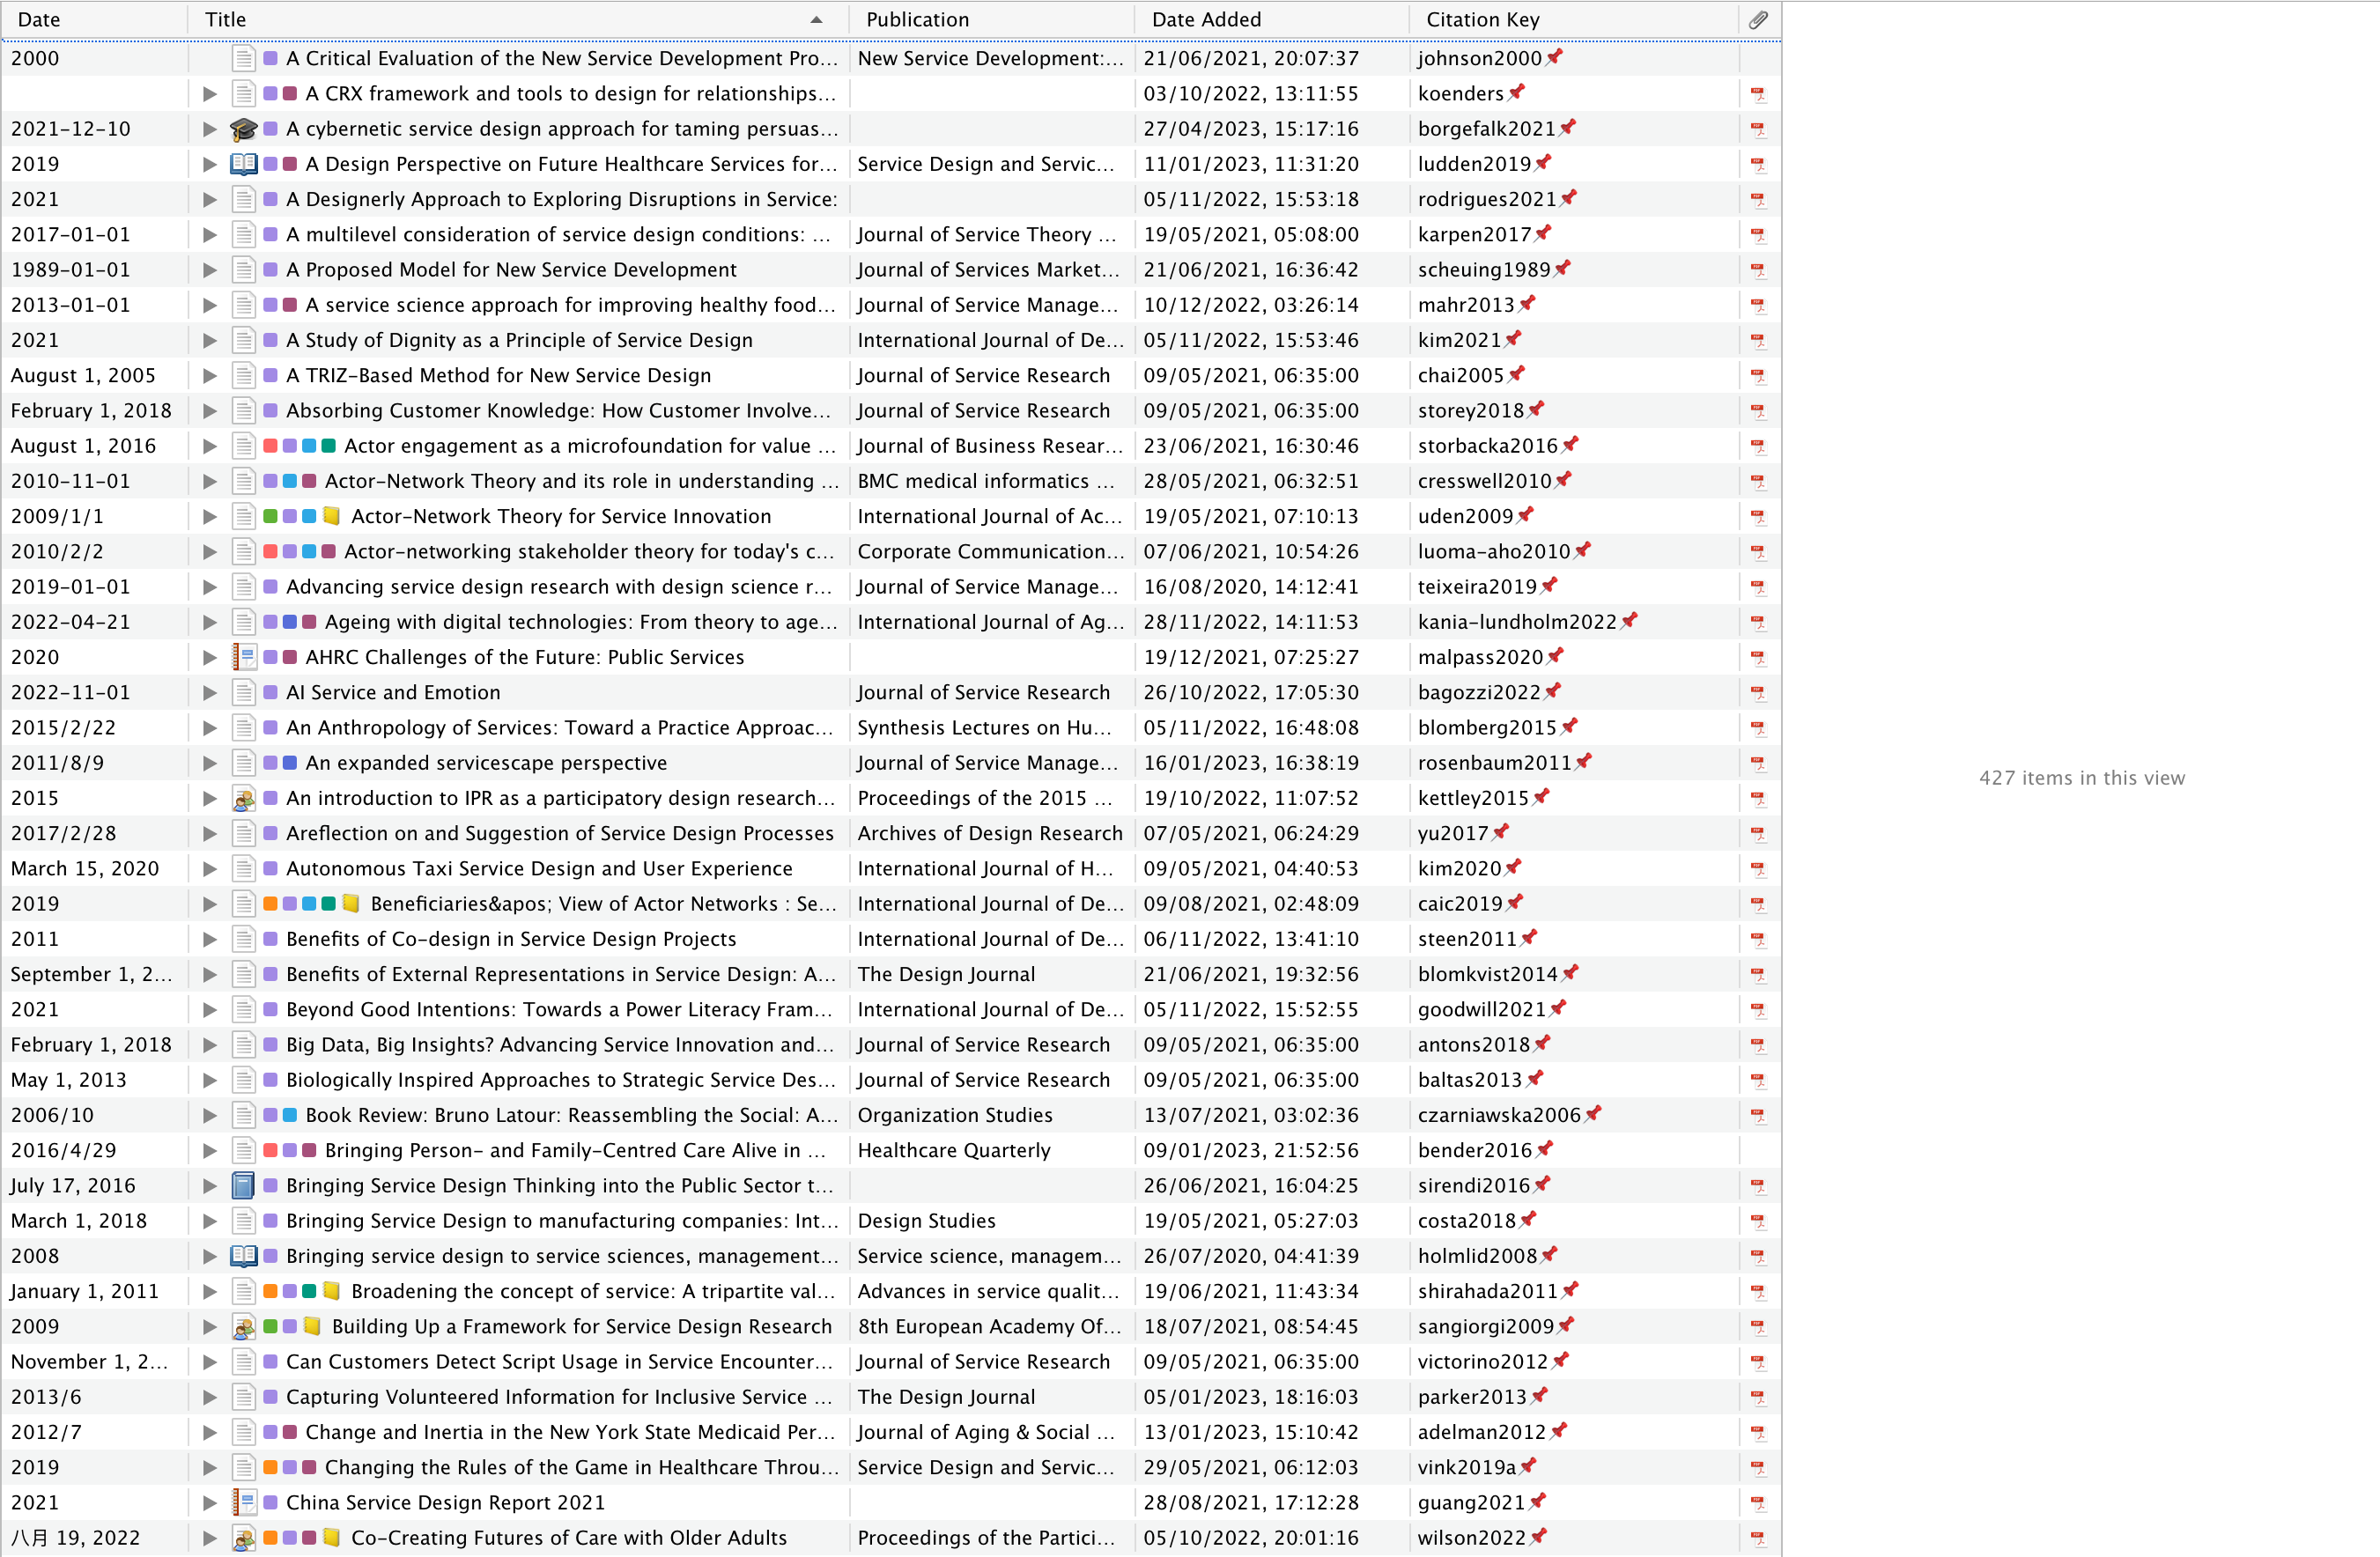 Date Title Publication Date Added Citation Key
2000 A Critical Evaluation of the New Service Development Pro... New Service Development:... 21/06/2021, 20:07:37 johnson2000
A CRX framework and tools to design for relationships... 03/10/2022, 13:11:55 koenders
2021-12-10 A cybernetic service design approach for taming persuas... 27/04/2023, 15:17:16 borgefalk2021
2019 A Design Perspective on Future Healthcare Services for... Service Design and Servic... 11/01/2023, 11:31:20 ludden2019
2021 A Designerly Approach to Exploring Disruptions in Service: 05/11/2022, 15:53:18 rodrigues2021
2017-01-01 A multilevel consideration of service design conditions: ... Journal of Service Theory ... 19/05/2021, 05:08:00 karpen2017
1989-01-01 A Proposed Model for New Service Development Journal of Services Market... 21/06/2021, 16:36:42 scheuing1989
2013-01-01 A service science approach for improving healthy food... Journal of Service Manage... 10/12/2022, 03:26:14 mahr2013
2021 A Study of Dignity as a Principle of Service Design International Journal of De... 05/11/2022, 15:53:46 kim2021
August 1, 2005 A TRIZ-Based Method for New Service Design Journal of Service Research 09/05/2021, 06:35:00 chai2005
February 1, 2018 Absorbing Customer Knowledge: How Customer Involve... Journal of Service Research 09/05/2021, 06:35:00 storey2018
August 1, 2016 Actor engagement as a microfoundation for value ... Journal of Business Resear... 23/06/2021, 16:30:46 storbacka2016
2010-11-01 Actor-Network Theory and its role in understanding ... BMC medical informatics ... 28/05/2021, 06:32:51 cresswell2010
2009/1/1 Actor-Network Theory for Service Innovation International Journal of Ac... 19/05/2021, 07:10:13 uden2009
2010/2/2 Actor-networking stakeholder theory for today's c... Corporate Communication... 07/06/2021, 10:54:26 luoma-aho2010
2019-01-01 Advancing service design research with design science r... Journal of Service Manage... 16/08/2020, 14:12:41 teixeira2019
2022-04-21 Ageing with digital technologies: From theory to age... International Journal of Ag... 28/11/2022, 14:11:53 kania-lundholm2022
2020 AHRC Challenges of the Future: Public Services 19/12/2021, 07:25:27 malpass2020
2022-11-01 AI Service and Emotion Journal of Service Research 26/10/2022, 17:05:30 bagozzi2022
2015/2/22 An Anthropology of Services: Toward a Practice Approac... Synthesis Lectures on Hu... 05/11/2022, 16:48:08 blomberg2015
2011/8/9 An expanded servicescape perspective Journal of Service Manage... 16/01/2023, 16:38:19 rosenbaum2011
2015 An introduction to IPR as a participatory design research... Proceedings of the 2015 ... 19/10/2022, 11:07:52 kettley2015
2017/2/28 Areflection on and Suggestion of Service Design Processes Archives of Design Research 07/05/2021, 06:24:29 yu2017
March 15, 2020 Autonomous Taxi Service Design and User Experience International Journal of H... 09/05/2021, 04:40:53 kim2020
2019 Beneficiaries&apos; View of Actor Networks : Se... International Journal of De... 09/08/2021, 02:48:09 caic2019
2011 Benefits of Co-design in Service Design Projects International Journal of De... 06/11/2022, 13:41:10 steen2011
September 1, 2... Benefits of External Representations in Service Design: A... The Design Journal 21/06/2021, 19:32:56 blomkvist2014
2021 Beyond Good Intentions: Towards a Power Literacy Fram... International Journal of De... 05/11/2022, 15:52:55 goodwill2021
February 1, 2018 Big Data, Big Insights? Advancing Service Innovation and... Journal of Service Research 09/05/2021, 06:35:00 antons2018
May 1, 2013 Biologically Inspired Approaches to Strategic Service Des... Journal of Service Research 09/05/2021, 06:35:00 baltas2013
2006/10 Book Review: Bruno Latour: Reassembling the Social: A... Organization Studies 13/07/2021, 03:02:36 czarniawska2006
2016/4/29 Bringing Person- and Family-Centred Care Alive in ... Healthcare Quarterly 09/01/2023, 21:52:56 bender2016
July 17, 2016 Bringing Service Design Thinking into the Public Sector t... 26/06/2021, 16:04:25 sirendi2016
March 1, 2018 Bringing Service Design to manufacturing companies: Int... Design Studies 19/05/2021, 05:27:03 costa2018
2008 Bringing service design to service sciences, management... Service science, managem... 26/07/2020, 04:41:39 holmlid2008
January 1, 2011 Broadening the concept of service: A tripartite val... Advances in service qualit... 19/06/2021, 11:43:34 shirahada2011
2009 Building Up a Framework for Service Design Research 8th European Academy Of... 18/07/2021, 08:54:45 sangiorgi2009
November 1, 2... Can Customers Detect Script Usage in Service Encounter... Journal of Service Research 09/05/2021, 06:35:00 victorino2012
2013/6 Capturing Volunteered Information for Inclusive Service ... The Design Journal 05/01/2023, 18:16:03 parker2013
2012/7 Change and Inertia in the New York State Medicaid Per... Journal of Aging & Social ... 13/01/2023, 15:10:42 adelman2012
2019 Changing the Rules of the Game in Healthcare Throu... Service Design and Servic... 29/05/2021, 06:12:03 vink2019a
2021 China Service Design Report 2021 28/08/2021, 17:12:28 guang2021
八月 19, 2022 Co-Creating Futures of Care with Older Adults Proceedings of the Partici... 05/10/2022, 20:01:16 wilson2022
427 items in this view